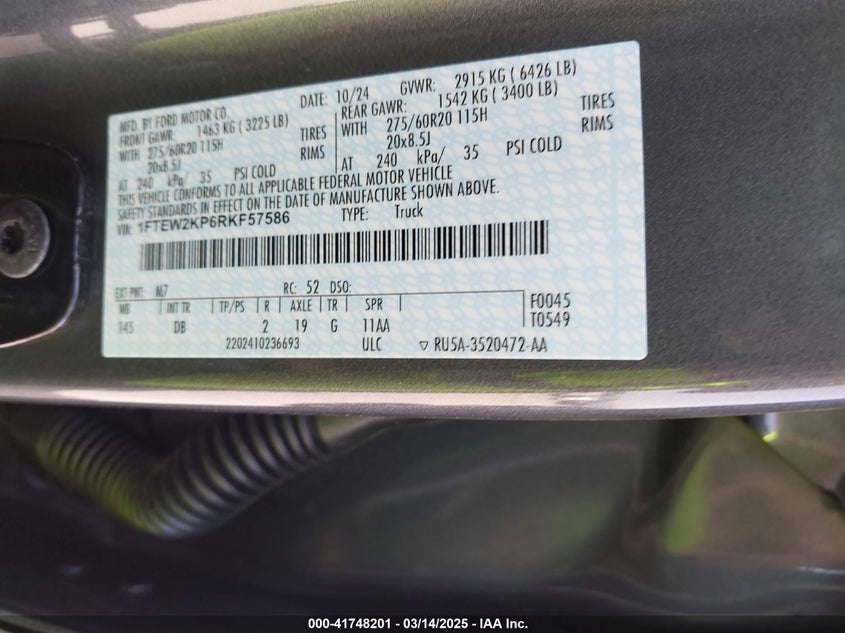 MFD. BY FORD MOTOR CO.
DATE: 10/24 GVWR: 2915 KG ( 6426 LB)
FRONT GAWR: 1463 KG ( 3225 LB)
REAR GAWR: 1542 KG ( 3400 LB)
WITH 275/60R20 115H TIRES
WITH 275/60R20 115H TIRES
20x8.5J RIMS
20x8.5J RIMS
AT 240 kPa/ 35 PSI COLD
AT 240 kPa/ 35 PSI COLD
THIS VEHICLE CONFORMS TO ALL APPLICABLE FEDERAL MOTOR VEHICLE
SAFETY STANDARDS IN EFFECT ON THE DATE OF MANUFACTURE SHOWN ABOVE.
VIN: 1FTEW2KP6RKF57586 TYPE: Truck
EXT PNT: M7 RC: 52 DSO:
WB INT TR TP/PS R AXLE TR SPR F0045
145 DB 2 19 G 11AA T0549
2202410236693 ULC ▽ RU5A-3520472-AA
000-41748201 / 03/14/2025 - IAA Inc.